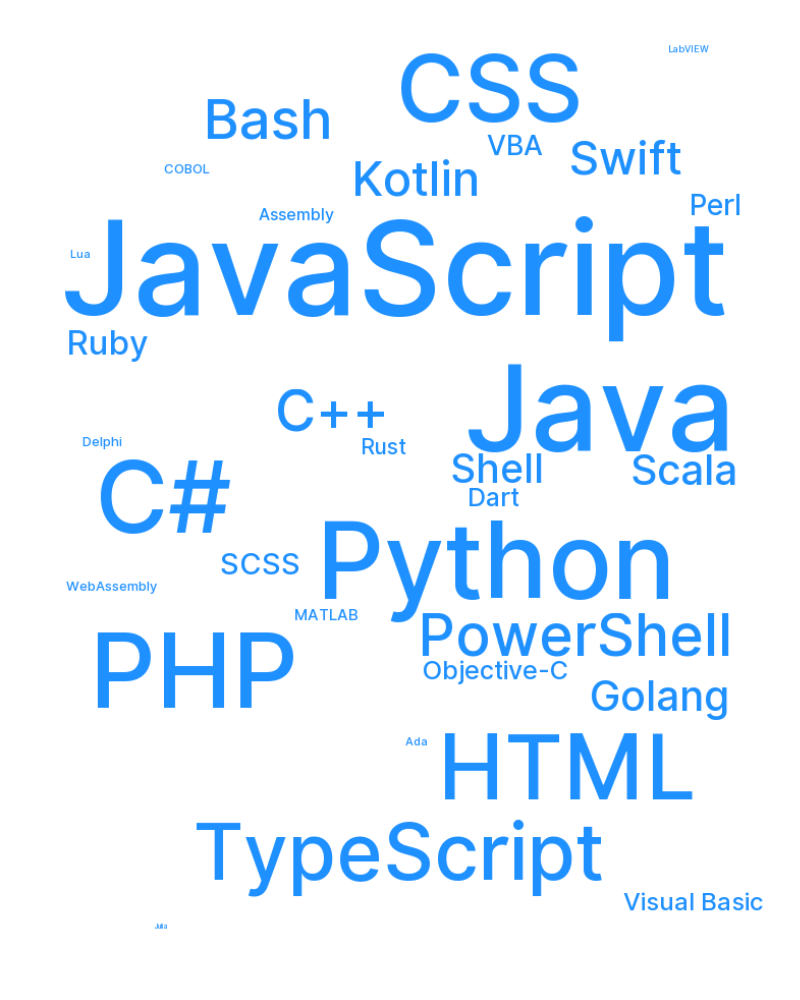 LabVIEW
CSS
Bash
VBA
Swift
COBOL
Kotlin
Perl
Assembly
JavaScript
Lua
Ruby
Java
C++
Delphi
Rust
Shell
Scala
C#
Dart
Python
SCSS
WebAssembly
MATLAB
PowerShell
PHP
Objective-C
Golang
Ada
HTML
TypeScript
Visual Basic
Julia